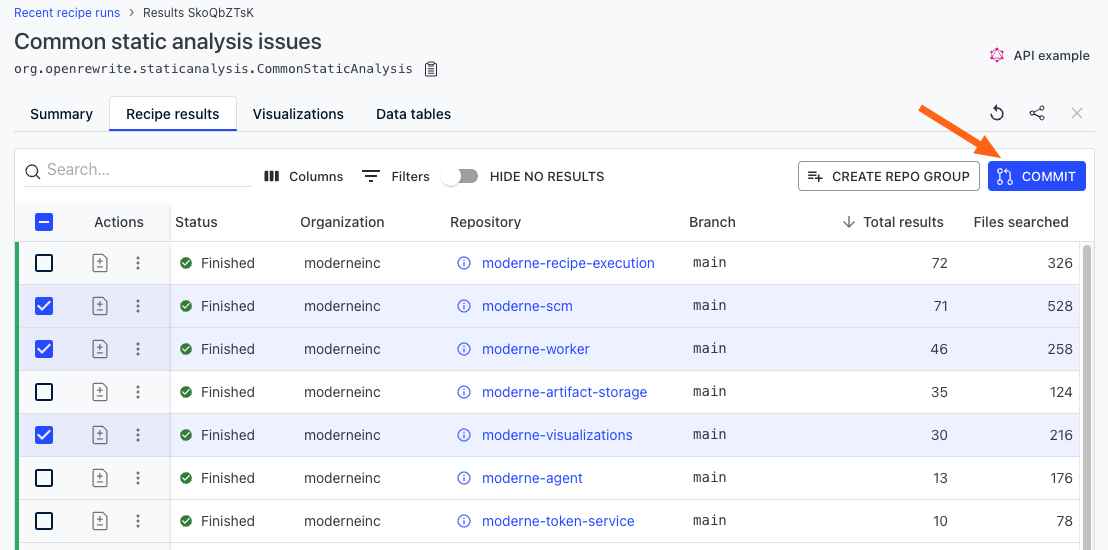 Recent recipe runs > Results SkoQbZTsK
Common static analysis issues
org.openrewrite.staticanalysis.CommonStaticAnalysis
API example
Summary Recipe results Visualizations Data tables
Search... Columns Filters HIDE NO RESULTS CREATE REPO GROUP COMMIT
Actions Status Organization Repository Branch Total results Files searched
Finished moderneinc moderne-recipe-execution main 72 326
Finished moderneinc moderne-scm main 71 528
Finished moderneinc moderne-worker main 46 258
Finished moderneinc moderne-artifact-storage main 35 124
Finished moderneinc moderne-visualizations main 30 216
Finished moderneinc moderne-agent main 13 176
Finished moderneinc moderne-token-service main 10 78